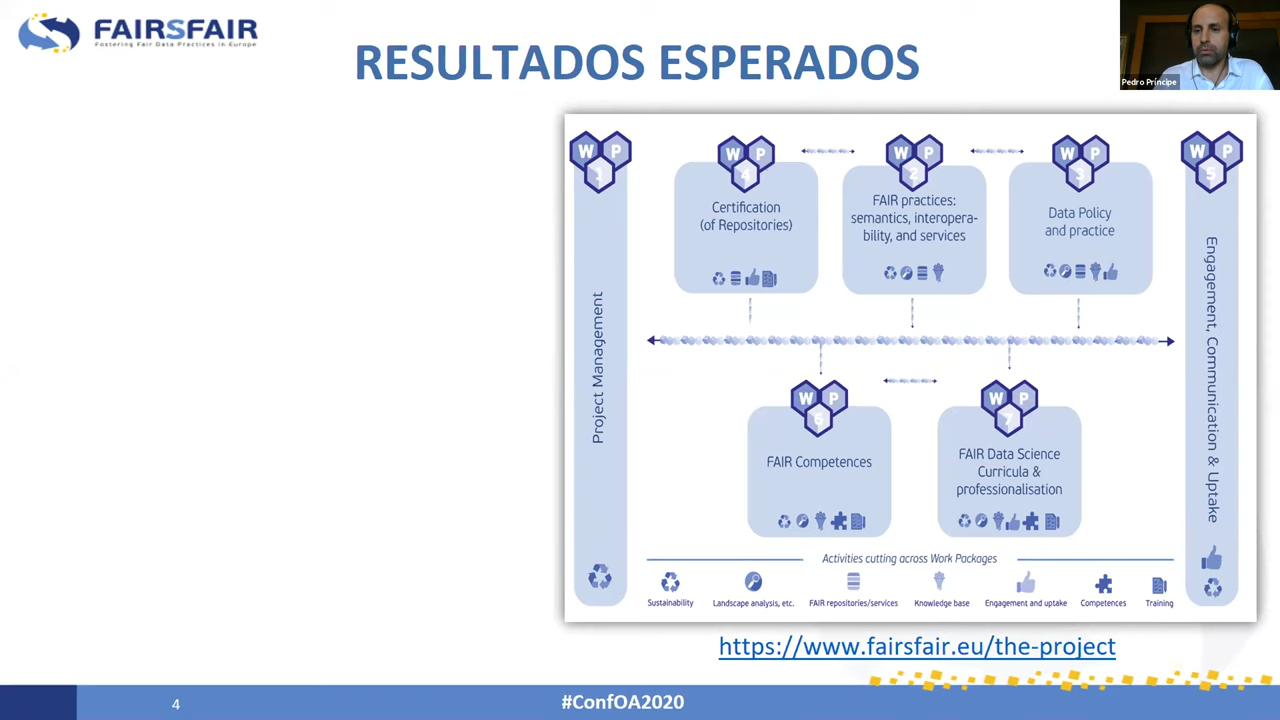 FAIRSFAIR
Fostering Fair Data Practices in Europe
RESULTADOS ESPERADOS
Pedro Príncipe
W P
1
Project Management
W P
4
Certification
(of Repositories)
W P
2
FAIR practices:
semantics, interopera-
bility, and services
W P
3
Data Policy
and practice
W P
5
Engagement, Communication & Uptake
W P
6
FAIR Competences
W P
7
FAIR Data Science
Curricula &
professionalisation
Activities cutting across Work Packages
Sustainability
Landscape analysis, etc.
FAIR repositories/services
Knowledge base
Engagement and uptake
Competences
Training
https://www.fairsfair.eu/the-project
4
#ConfOA2020